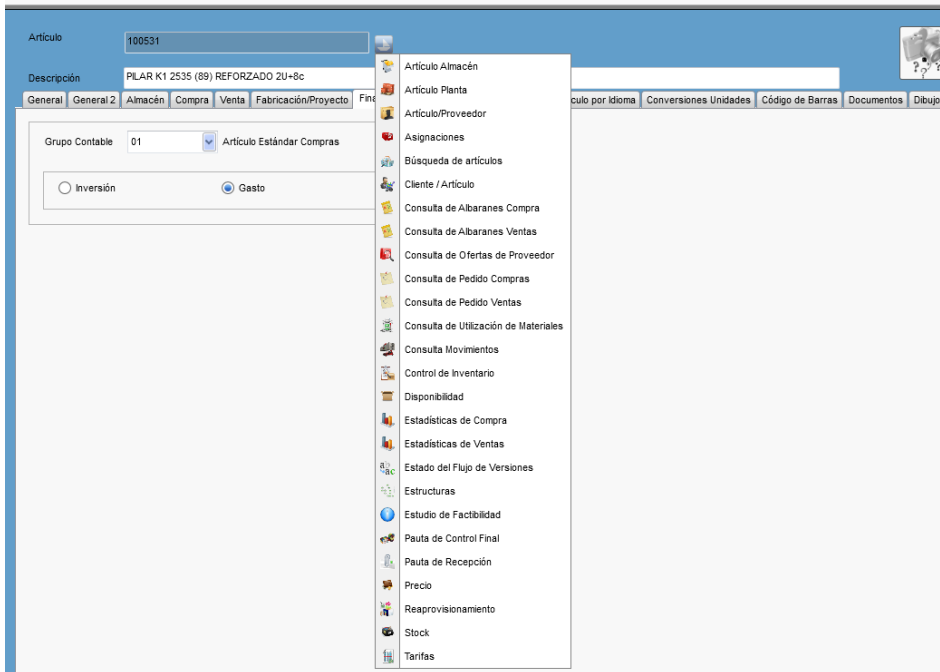 Artículo
100531
Descripción
PILAR K1 2535 (89) REFORZADO 2U+8c
General General 2 Almacén Compra Venta Fabricación/Proyecto por Idioma Conversiones Unidades Código de Barras Documentos Dibujo
Grupo Contable 01 Artículo Estándar Compras
Inversión Gasto
Artículo Almacén
Artículo Planta
Artículo/Proveedor
Asignaciones
Búsqueda de artículos
Cliente / Artículo
Consulta de Albaranes Compra
Consulta de Albaranes Ventas
Consulta de Ofertas de Proveedor
Consulta de Pedido Compras
Consulta de Pedido Ventas
Consulta de Utilización de Materiales
Consulta Movimientos
Control de Inventario
Disponibilidad
Estadísticas de Compra
Estadísticas de Ventas
Estado del Flujo de Versiones
Estructuras
Estudio de Factibilidad
Pauta de Control Final
Pauta de Recepción
Precio
Reaprovisionamiento
Stock
Tarifas